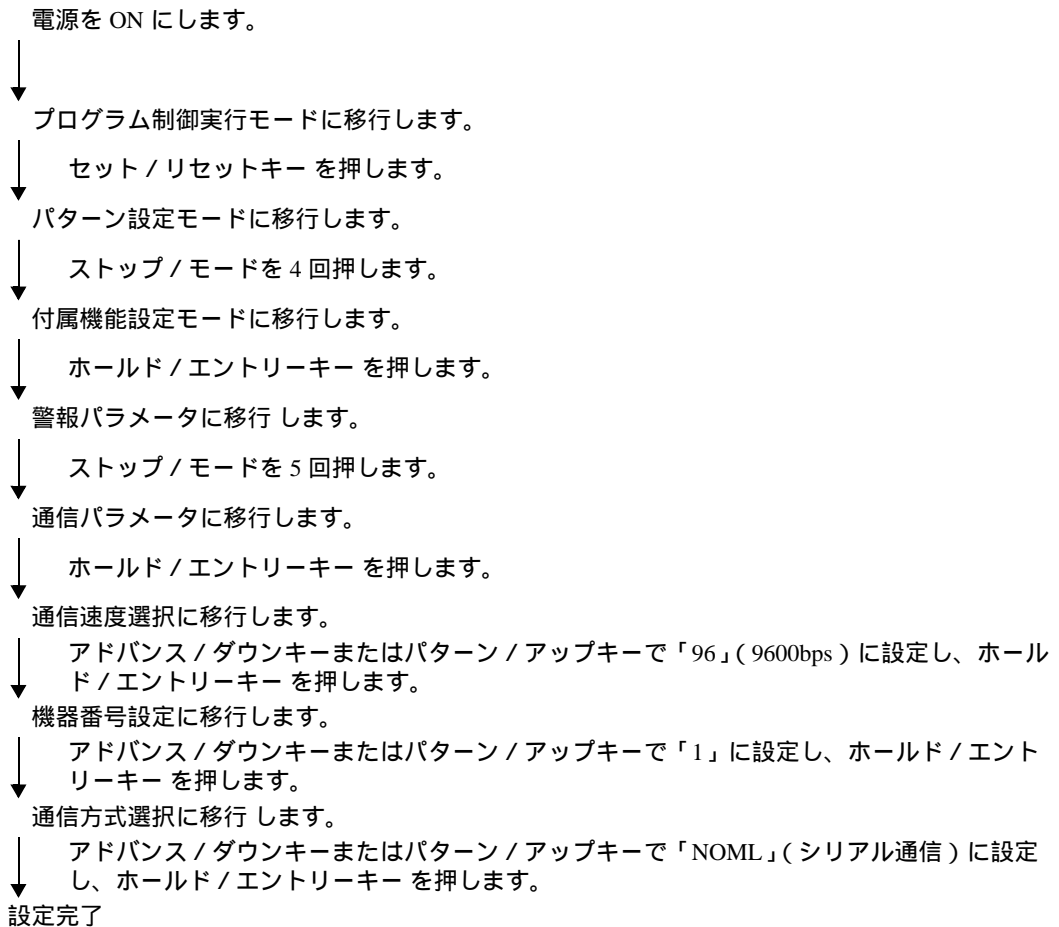 電源を ON にします。
プログラム制御実行モードに移行します。
セット / リセットキー を押します。
パターン設定モードに移行します。
ストップ / モードを 4 回押します。
付属機能設定モードに移行します。
ホールド / エントリーキー を押します。
警報パラメータに移行 します。
ストップ / モードを 5 回押します。
通信パラメータに移行します。
ホールド / エントリーキー を押します。
通信速度選択に移行します。
アドバンス / ダウンキーまたはパターン / アップキーで「96」( 9600bps ) に設定し、ホール
ド / エントリーキー を押します。
機器番号設定に移行します。
アドバンス / ダウンキーまたはパターン / アップキーで「1」に設定し、ホールド / エント
リーキー を押します。
通信方式選択に移行 します。
アドバンス / ダウンキーまたはパターン / アップキーで「NOML」( シリアル通信 ) に設定
し、ホールド / エントリーキー を押します。
設定完了